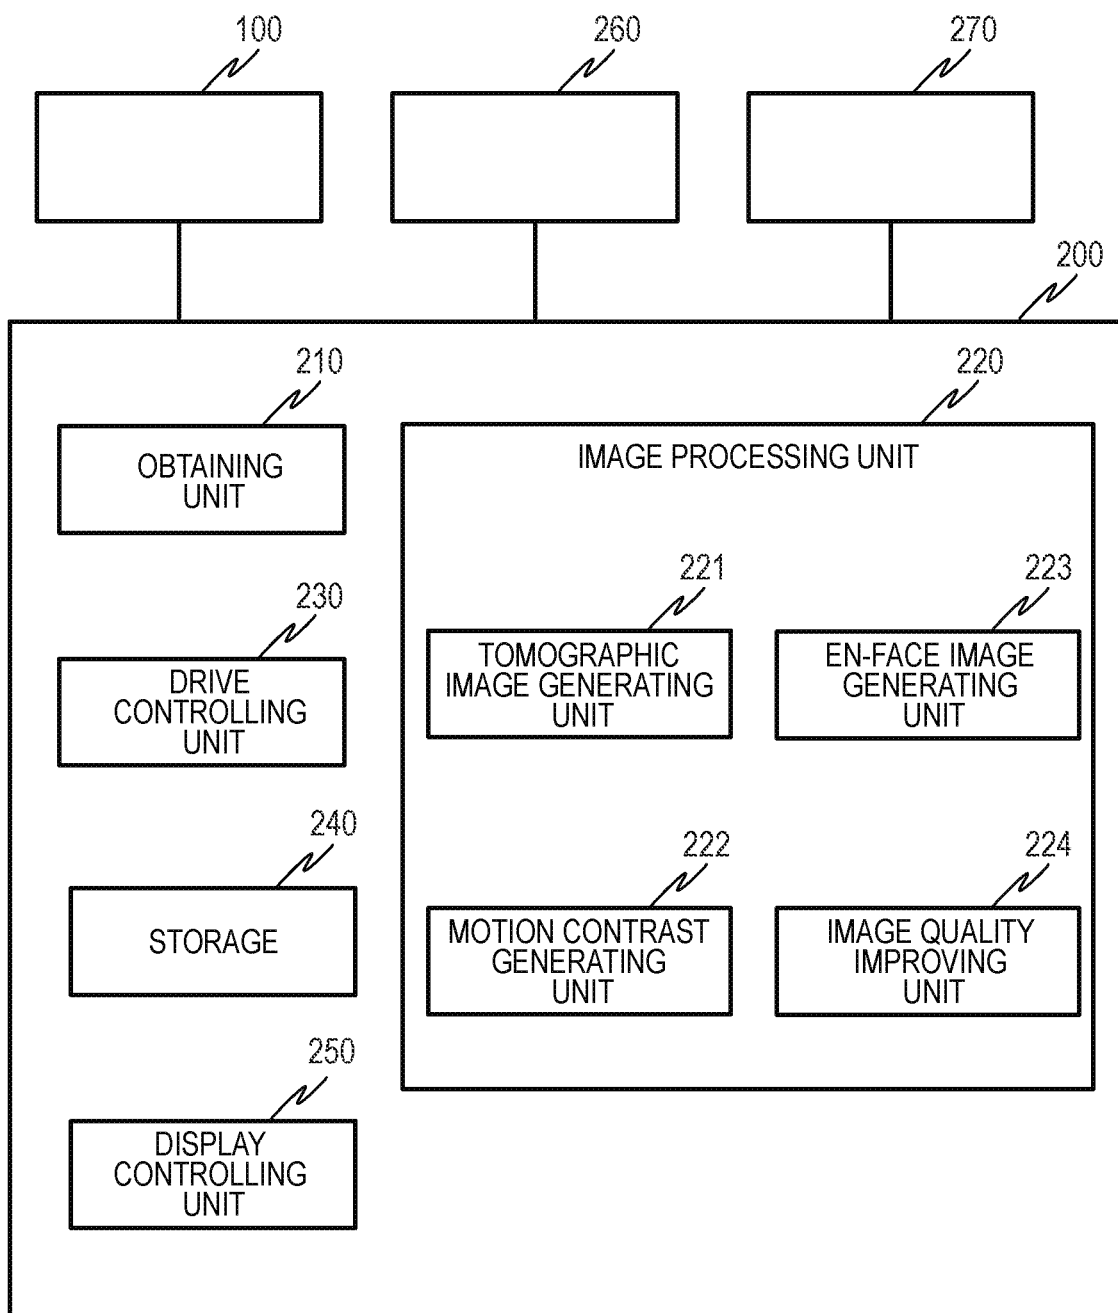 100
260
270
200
210
OBTAINING
UNIT
230
DRIVE
CONTROLLING
UNIT
240
STORAGE
250
DISPLAY
CONTROLLING
UNIT
220
IMAGE PROCESSING UNIT
221
TOMOGRAPHIC
IMAGE GENERATING
UNIT
223
EN-FACE IMAGE
GENERATING
UNIT
222
MOTION CONTRAST
GENERATING
UNIT
224
IMAGE QUALITY
IMPROVING
UNIT